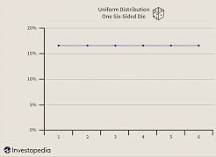 Uniform Distribution
One Six-Sided Die
20%
15%
10%
5%
0%
1 2 3 4 5 6
Investopedia